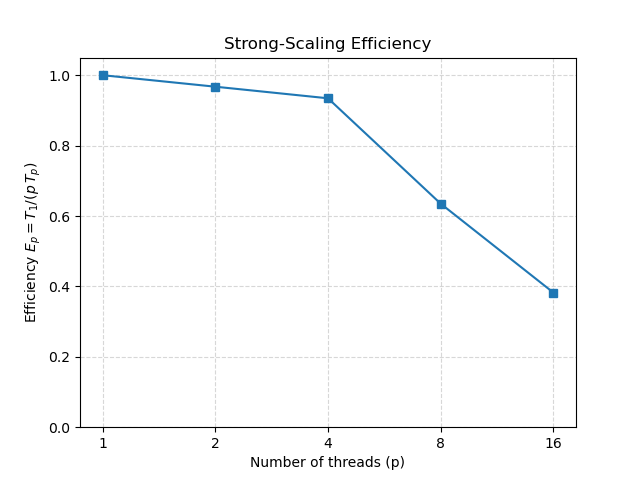 Strong-Scaling Efficiency
Efficiency $E_p = T_1/(p\,T_p)$
1.0
0.8
0.6
0.4
0.2
0.0
1 2 4 8 16
Number of threads (p)